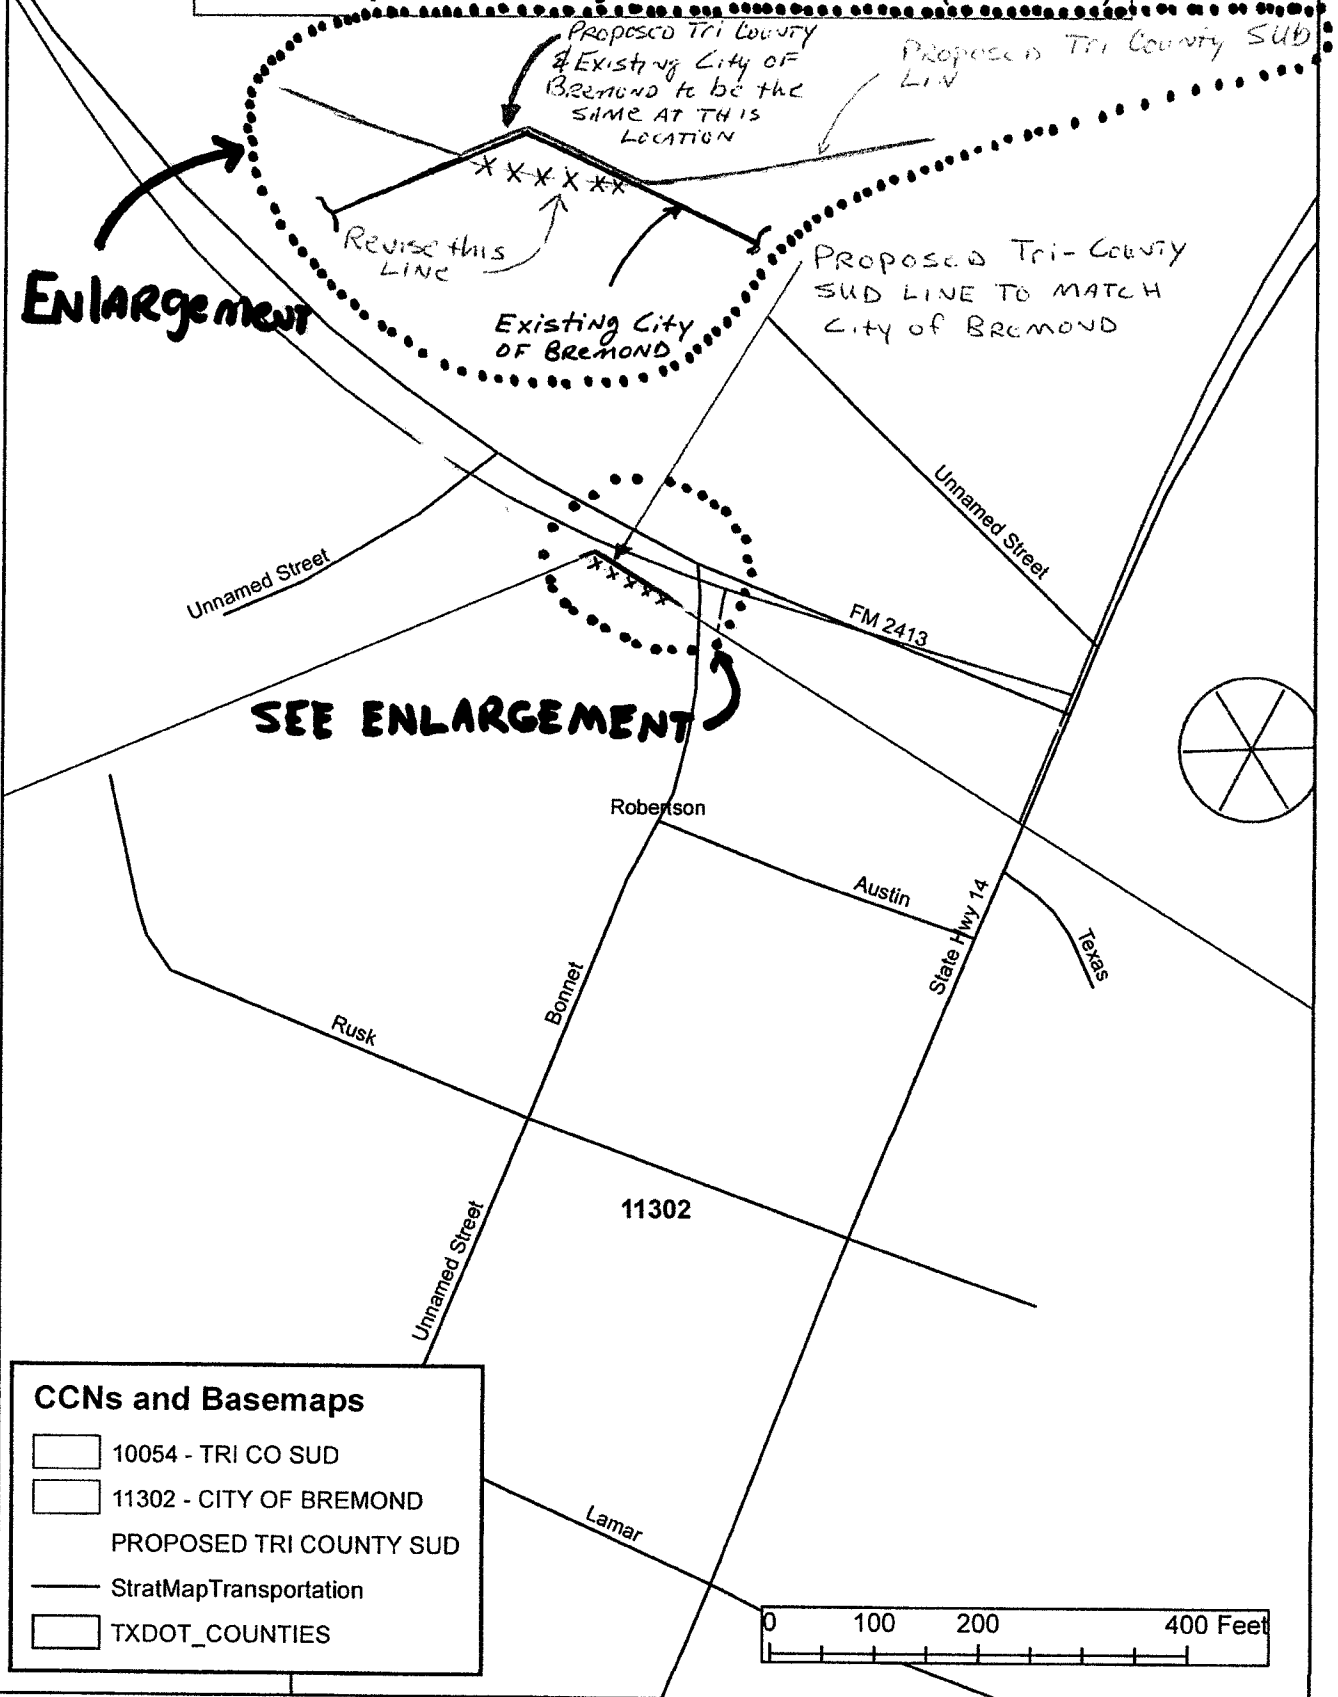 PROPOSED Tri COUNTY
& Existing City OF
BREMOND to be the
SAME AT THIS
LOCATION
PROPOSED Tri County SUD
LIN
Revise this
LINE
Existing City
OF BREMOND
Enlargement
PROPOSED Tri-County
SUD LINE TO MATCH
City of BREMOND
Unnamed Street
Unnamed Street
FM 2413
SEE ENLARGEMENT
Robertson
Austin
State Hwy 14
Texas
Bonnet
Rusk
11302
Unnamed Street
CCNs and Basemaps
10054 - TRI CO SUD
11302 - CITY OF BREMOND
PROPOSED TRI COUNTY SUD
StratMapTransportation
TXDOT_COUNTIES
Lamar
0 100 200 400 Feet